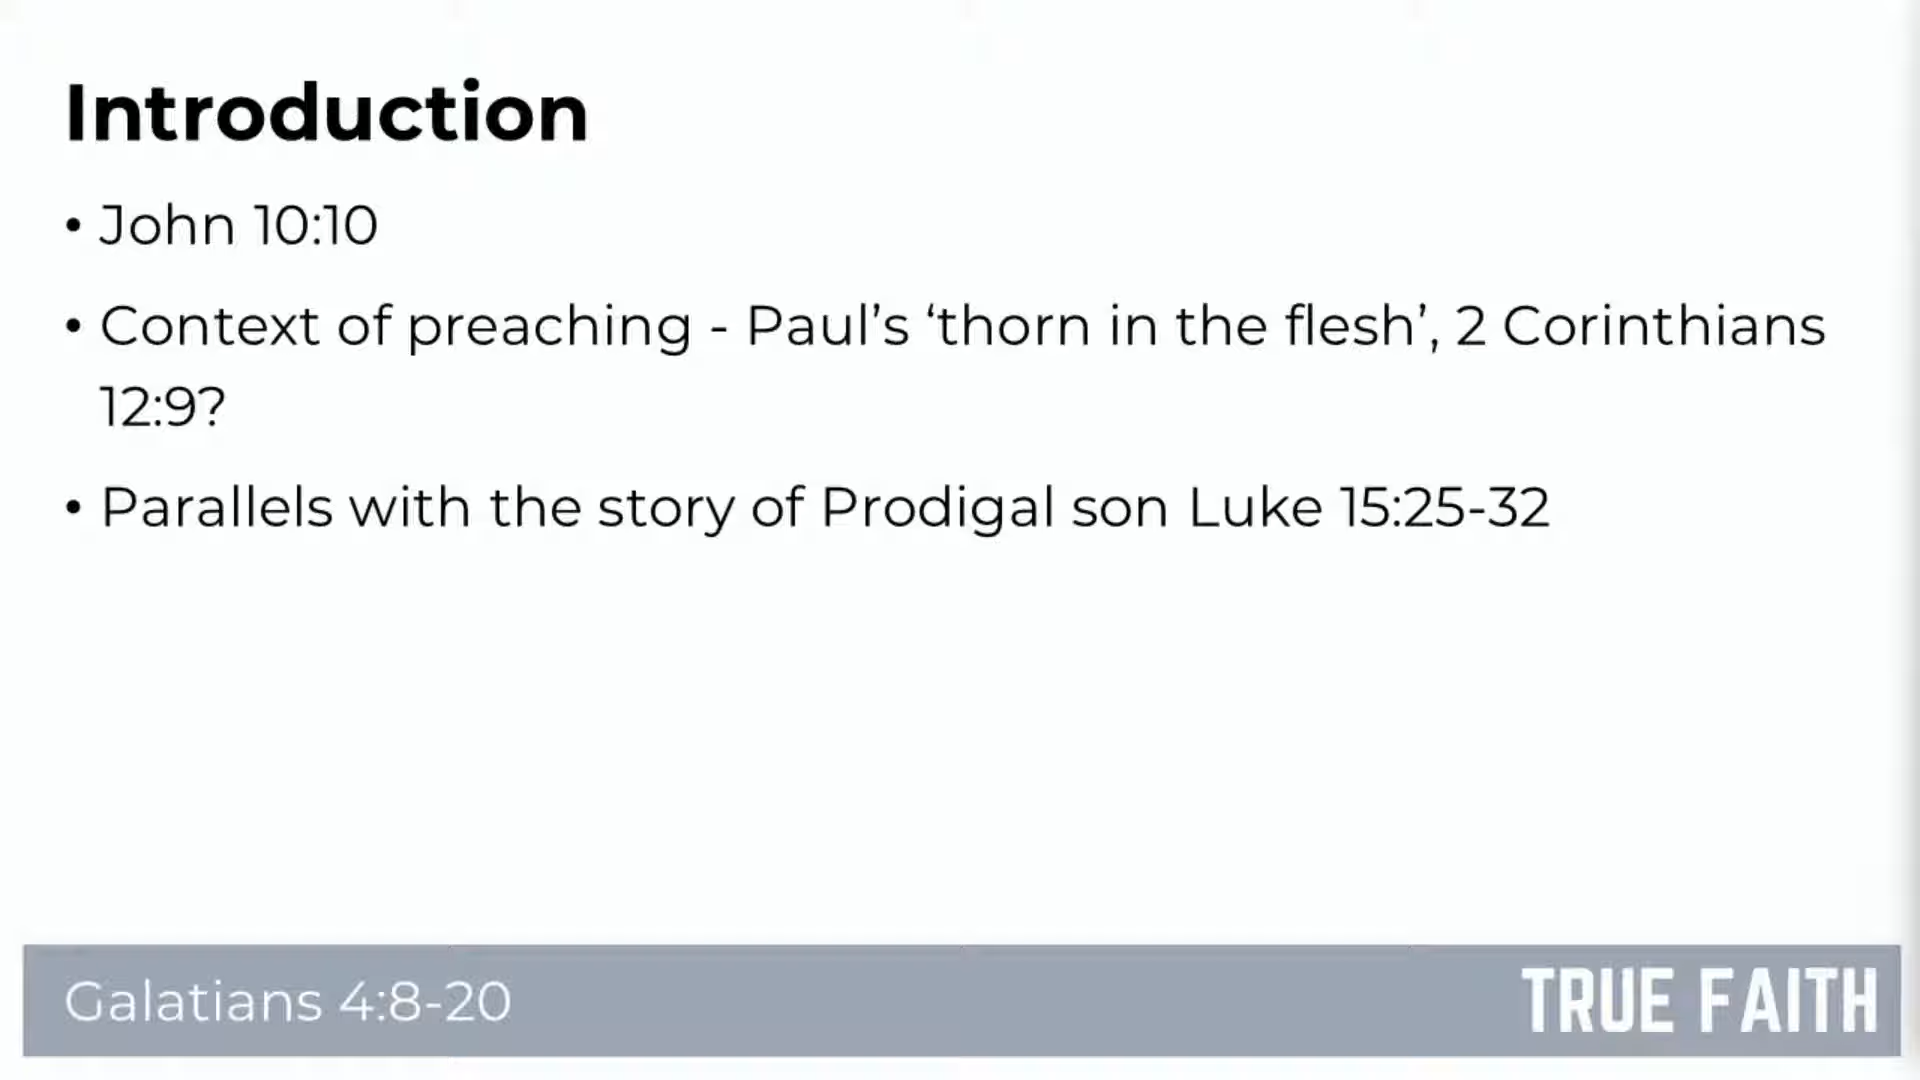 Introduction
• John 10:10
• Context of preaching - Paul’s ‘thorn in the flesh’, 2 Corinthians
12:9?
• Parallels with the story of Prodigal son Luke 15:25-32
Galatians 4:8-20
TRUE FAITH